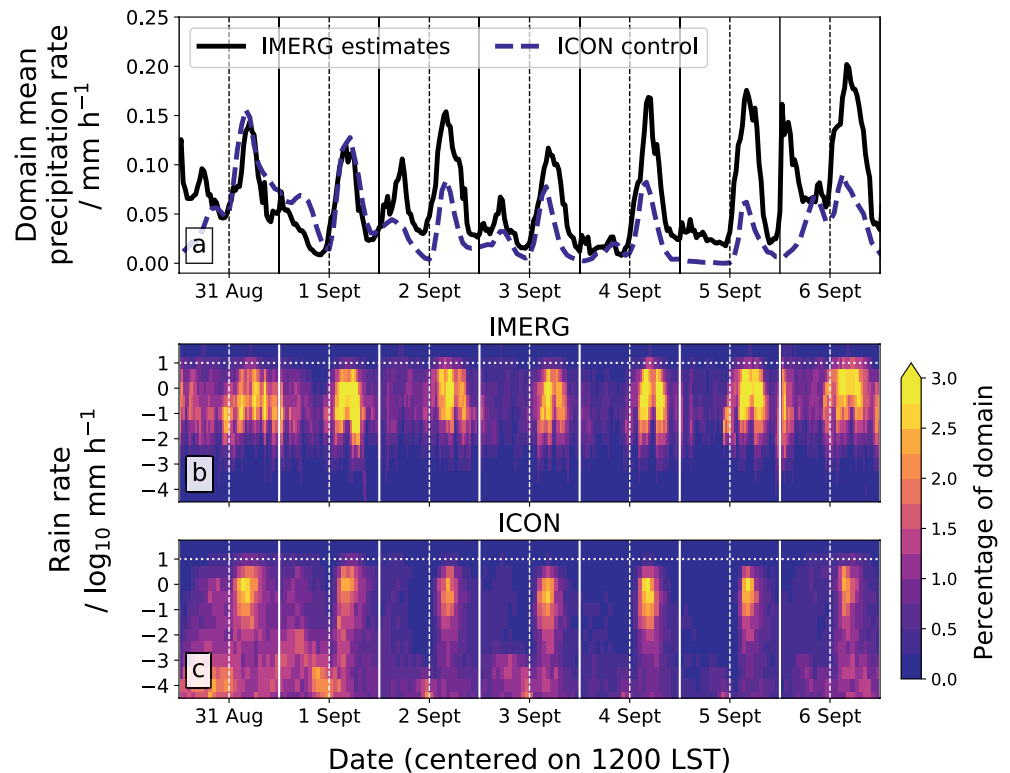 Domain mean
precipitation rate
/ mm h⁻¹
0.25
0.20
0.15
0.10
0.05
0.00
IMERG estimates
ICON control
a
31 Aug
1 Sept
2 Sept
3 Sept
4 Sept
5 Sept
6 Sept
IMERG
Rain rate
/ log₁₀ mm h⁻¹
1
0
−1
−2
−3
−4
b
ICON
1
0
−1
−2
−3
−4
c
31 Aug
1 Sept
2 Sept
3 Sept
4 Sept
5 Sept
6 Sept
Date (centered on 1200 LST)
3.0
2.5
2.0
1.5
1.0
0.5
0.0
Percentage of domain